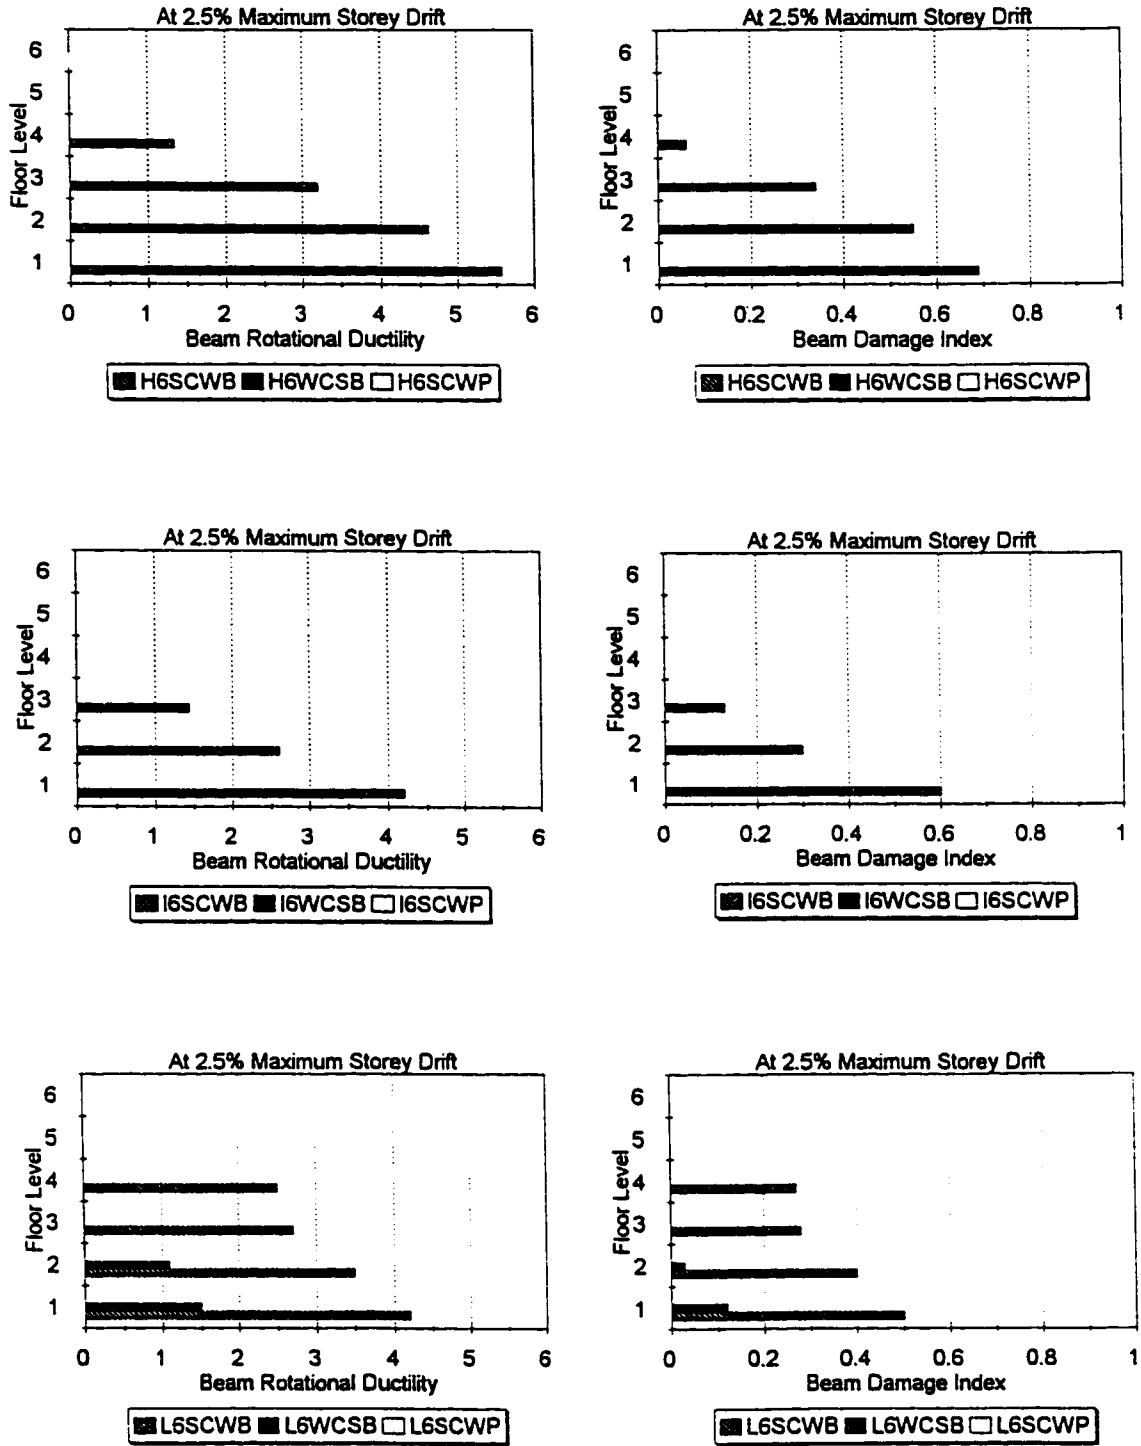 At 2.5% Maximum Storey Drift
Floor Level
6
5
4
3
2
1
0 1 2 3 4 5 6
Beam Rotational Ductility
H6SCWB H6WCSB H6SCWP
At 2.5% Maximum Storey Drift
Floor Level
6
5
4
3
2
1
0 0.2 0.4 0.6 0.8 1
Beam Damage Index
H6SCWB H6WCSB H6SCWP
At 2.5% Maximum Storey Drift
Floor Level
6
5
4
3
2
1
0 1 2 3 4 5 6
Beam Rotational Ductility
I6SCWB I6WCSB I6SCWP
At 2.5% Maximum Storey Drift
Floor Level
6
5
4
3
2
1
0 0.2 0.4 0.6 0.8 1
Beam Damage Index
I6SCWB I6WCSB I6SCWP
At 2.5% Maximum Storey Drift
Floor Level
6
5
4
3
2
1
0 1 2 3 4 5 6
Beam Rotational Ductility
L6SCWB L6WCSB L6SCWP
At 2.5% Maximum Storey Drift
Floor Level
6
5
4
3
2
1
0 0.2 0.4 0.6 0.8 1
Beam Damage Index
L6SCWB L6WCSB L6SCWP